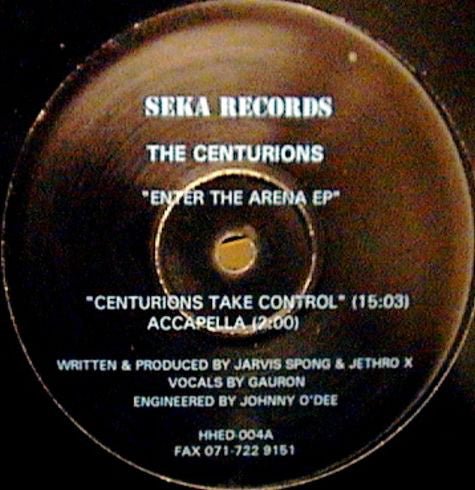 SEKA RECORDS
THE CENTURIONS
"ENTER THE ARENA EP"
"CENTURIONS TAKE CONTROL" (15:03)
ACCAPELLA (2:00)
WRITTEN & PRODUCED BY JARVIS SPONG & JETHRO X
VOCALS BY GAURON
ENGINEERED BY JOHNNY O'DEE
HHED-004A
FAX 071-722 9151